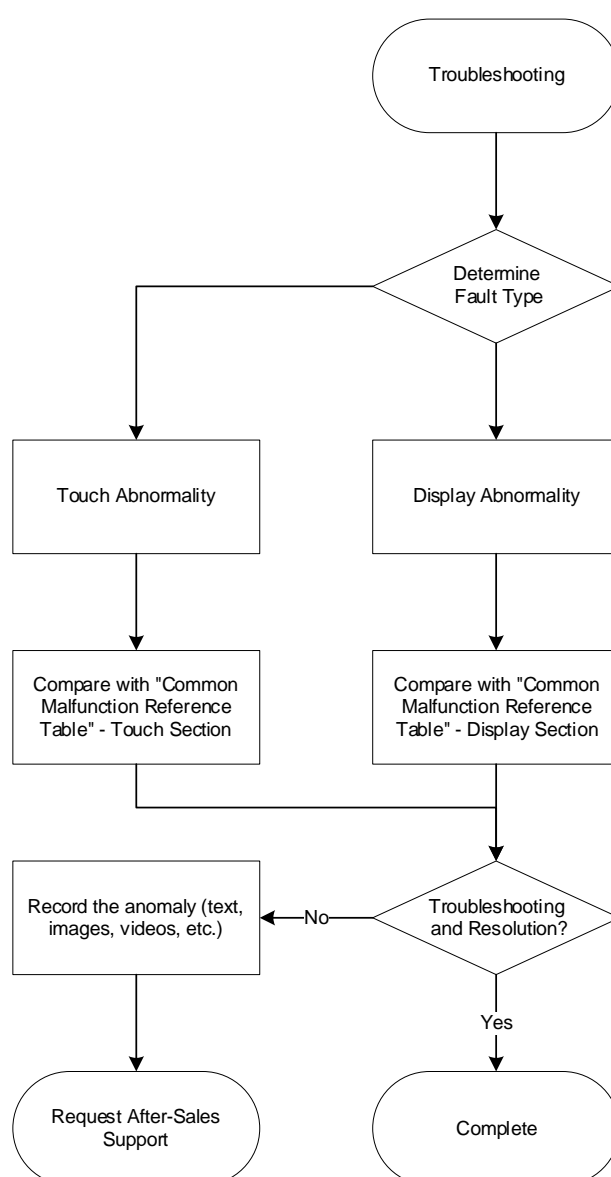 Troubleshooting
Determine
Fault Type
Touch Abnormality
Display Abnormality
Compare with "Common
Malfunction Reference
Table" - Touch Section
Compare with "Common
Malfunction Reference
Table" - Display Section
Record the anomaly (text,
images, videos, etc.)
No
Troubleshooting
and Resolution?
Yes
Request After-Sales
Support
Complete